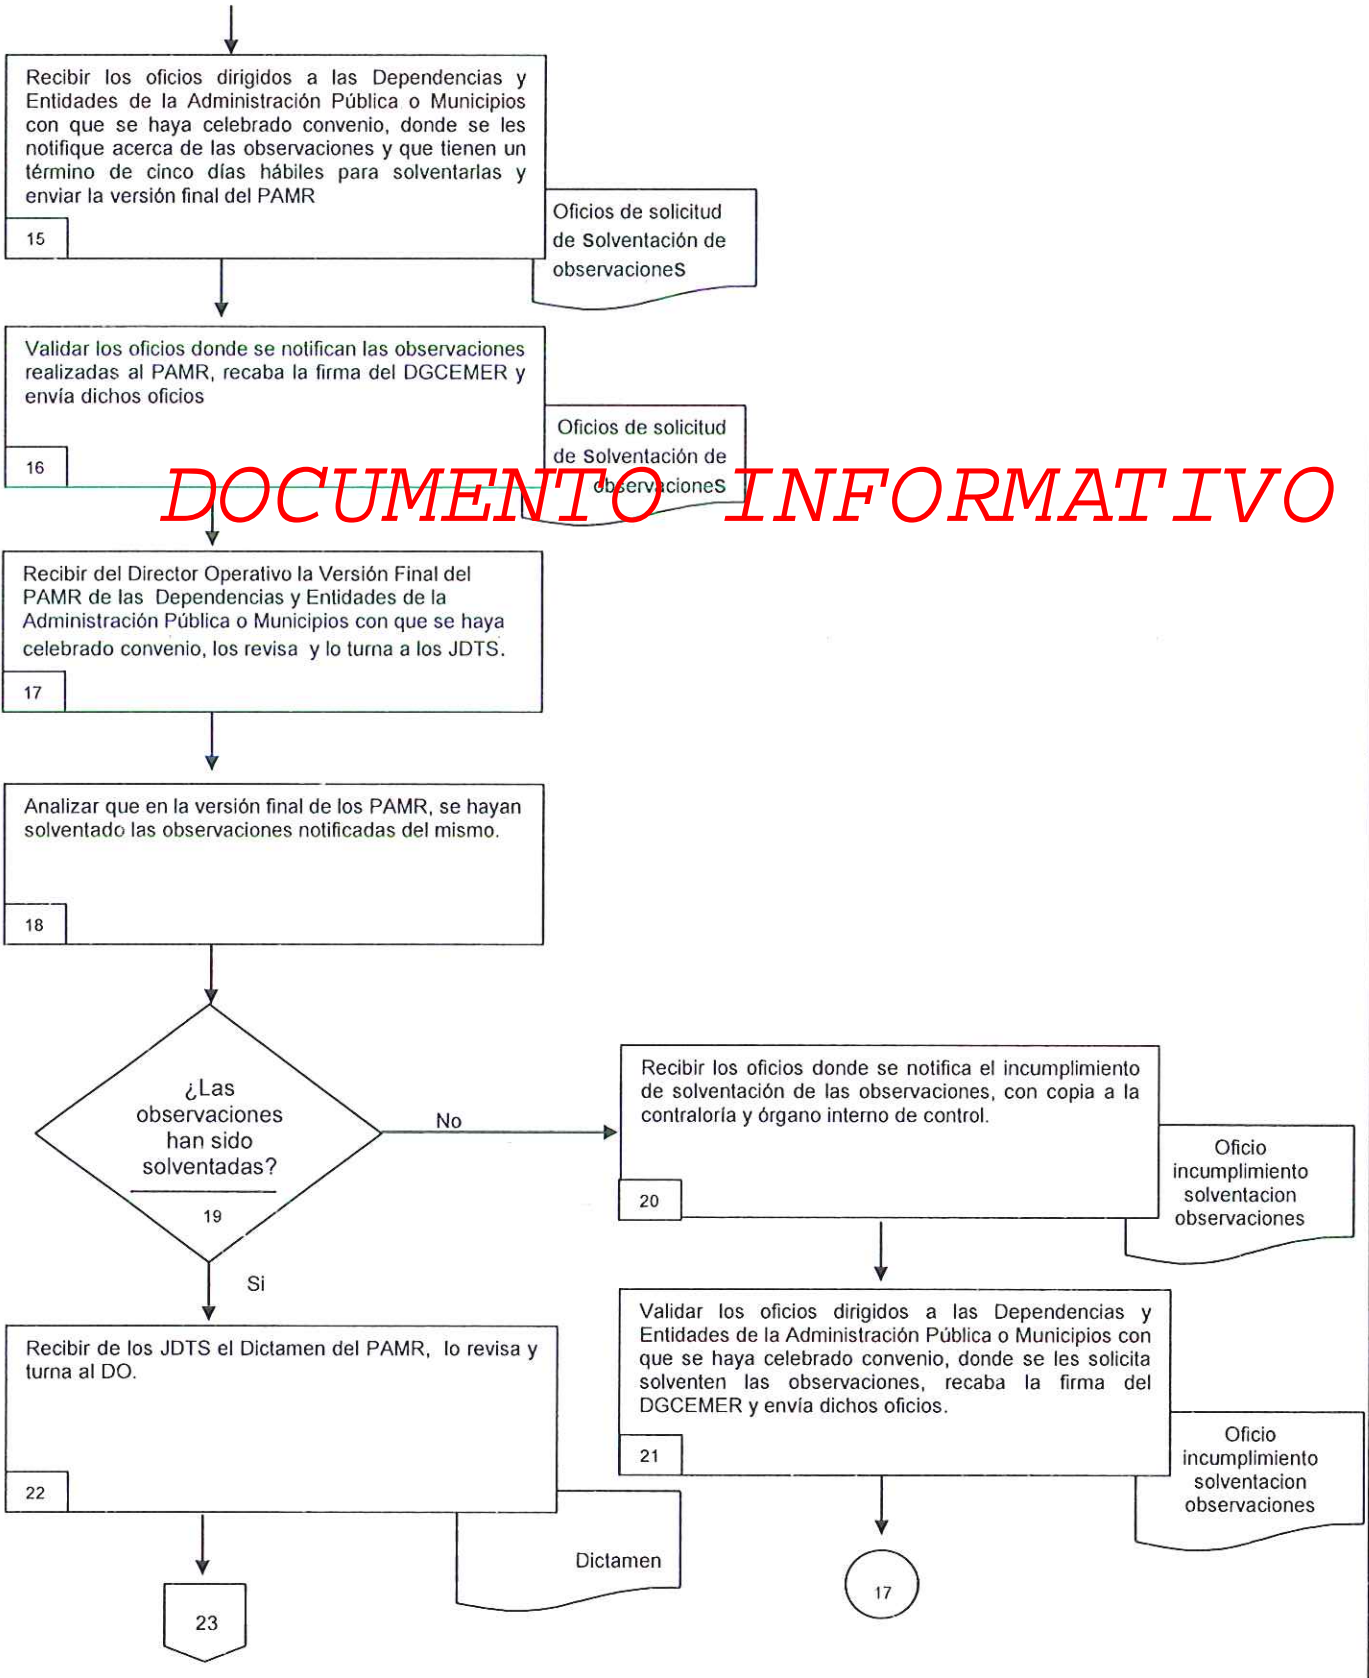 Recibir los oficios dirigidos a las Dependencias y
Entidades de la Administración Pública o Municipios
con que se haya celebrado convenio, donde se les
notifique acerca de las observaciones y que tienen un
término de cinco días hábiles para solventarlas y
enviar la versión final del PAMR
15
Oficios de solicitud
de Solventación de
observacioneS
Validar los oficios donde se notifican las observaciones
realizadas al PAMR, recaba la firma del DGCEMER y
envía dichos oficios
16
Oficios de solicitud
de Solventación de
observacioneS
DOCUMENTO INFORMATIVO
Recibir del Director Operativo la Versión Final del
PAMR de las Dependencias y Entidades de la
Administración Pública o Municipios con que se haya
celebrado convenio, los revisa y lo turna a los JDTS.
17
Analizar que en la versión final de los PAMR, se hayan
solventado las observaciones notificadas del mismo.
18
¿Las
observaciones
han sido
solventadas?
19
No
Si
Recibir los oficios donde se notifica el incumplimiento
de solventación de las observaciones, con copia a la
contraloría y órgano interno de control.
20
Oficio
incumplimiento
solventacion
observaciones
Validar los oficios dirigidos a las Dependencias y
Entidades de la Administración Pública o Municipios con
que se haya celebrado convenio, donde se les solicita
solventen las observaciones, recaba la firma del
DGCEMER y envía dichos oficios.
21
Oficio
incumplimiento
solventacion
observaciones
17
Recibir de los JDTS el Dictamen del PAMR, lo revisa y
turna al DO.
22
Dictamen
23